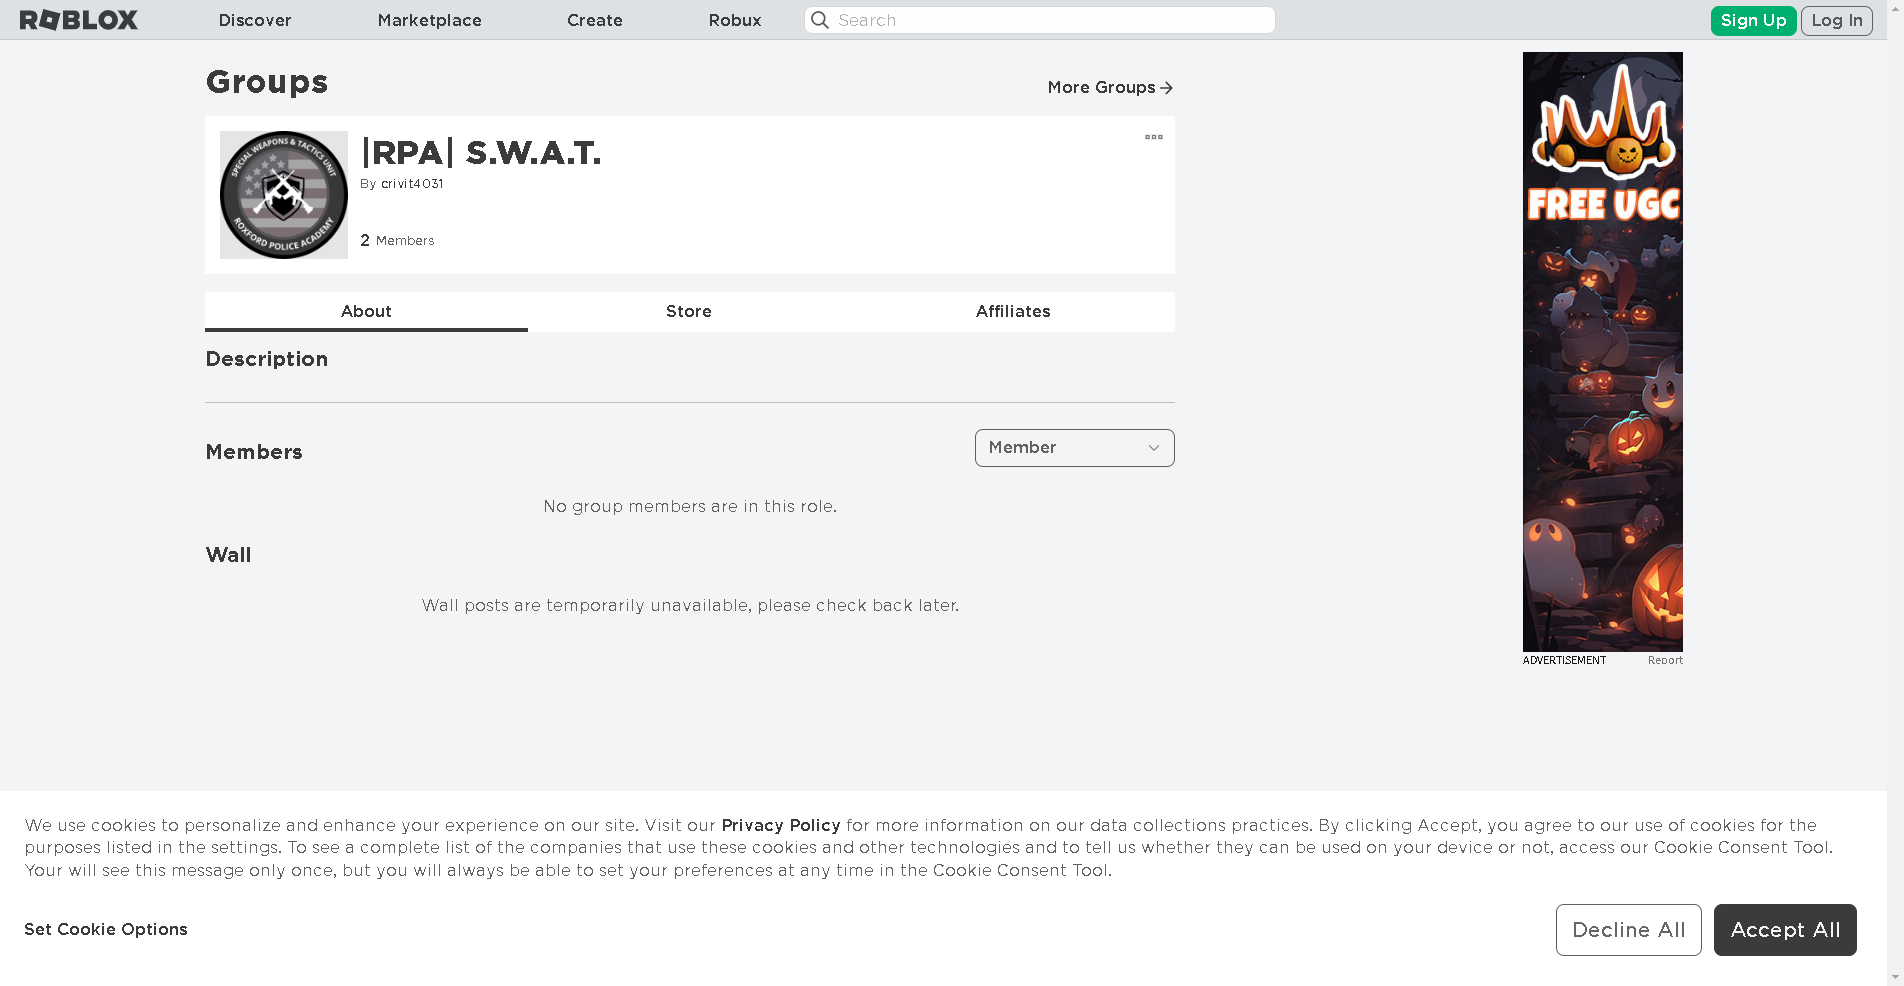 ROBLOX
Discover
Marketplace
Create
Robux
Search
Sign Up
Log In
Groups
More Groups
SPECIAL WEAPONS & TACTICS UNIT
ROXFORD POLICE ACADEMY
|RPA| S.W.A.T.
By crivit4031
2 Members
About
Store
Affiliates
Description
Members
Member
No group members are in this role.
Wall
Wall posts are temporarily unavailable, please check back later.
FREE UGC
ADVERTISEMENT
Report
We use cookies to personalize and enhance your experience on our site. Visit our Privacy Policy for more information on our data collections practices. By clicking Accept, you agree to our use of cookies for the
purposes listed in the settings. To see a complete list of the companies that use these cookies and other technologies and to tell us whether they can be used on your device or not, access our Cookie Consent Tool.
Your will see this message only once, but you will always be able to set your preferences at any time in the Cookie Consent Tool.
Set Cookie Options
Decline All
Accept All